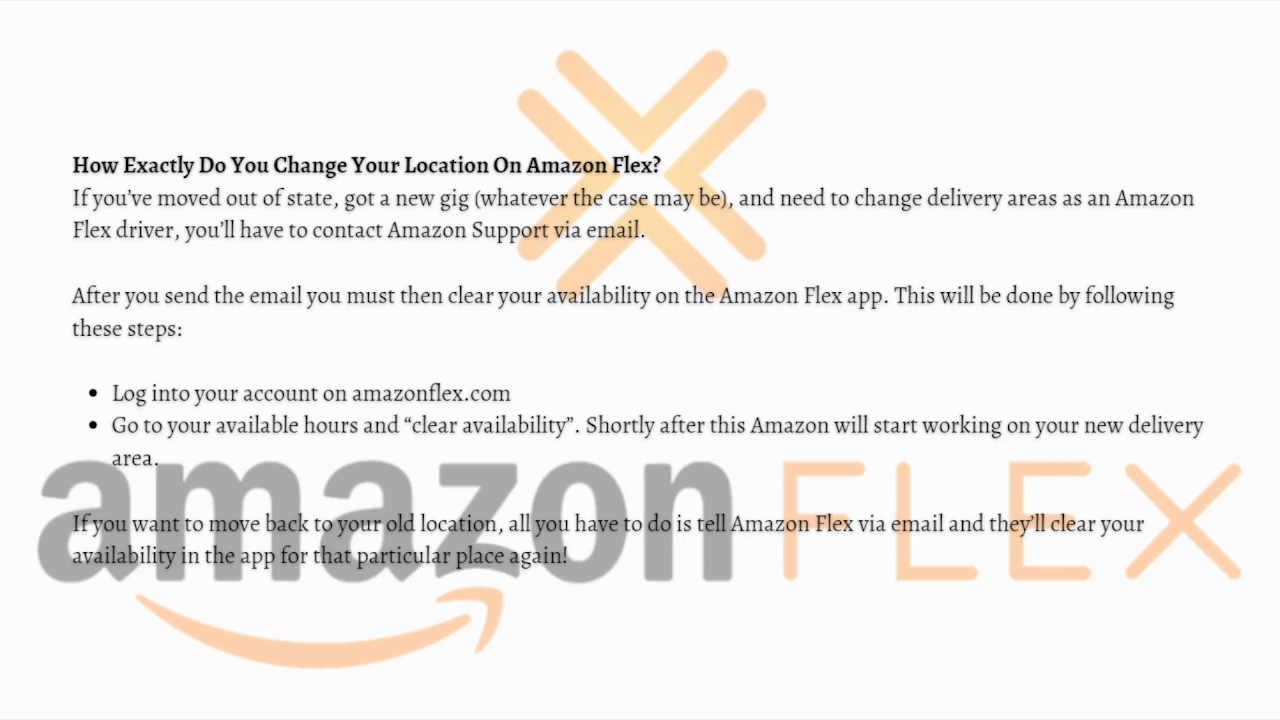 How Exactly Do You Change Your Location On Amazon Flex?
If you've moved out of state, got a new gig (whatever the case may be), and need to change delivery areas as an Amazon
Flex driver, you'll have to contact Amazon Support via email.
After you send the email you must then clear your availability on the Amazon Flex app. This will be done by following
these steps:
• Log into your account on amazonflex.com
• Go to your available hours and “clear availability”. Shortly after this Amazon will start working on your new delivery
area.
amazon FLEX
If you want to move back to your old location, all you have to do is tell Amazon Flex via email and they'll clear your
availability in the app for that particular place again!